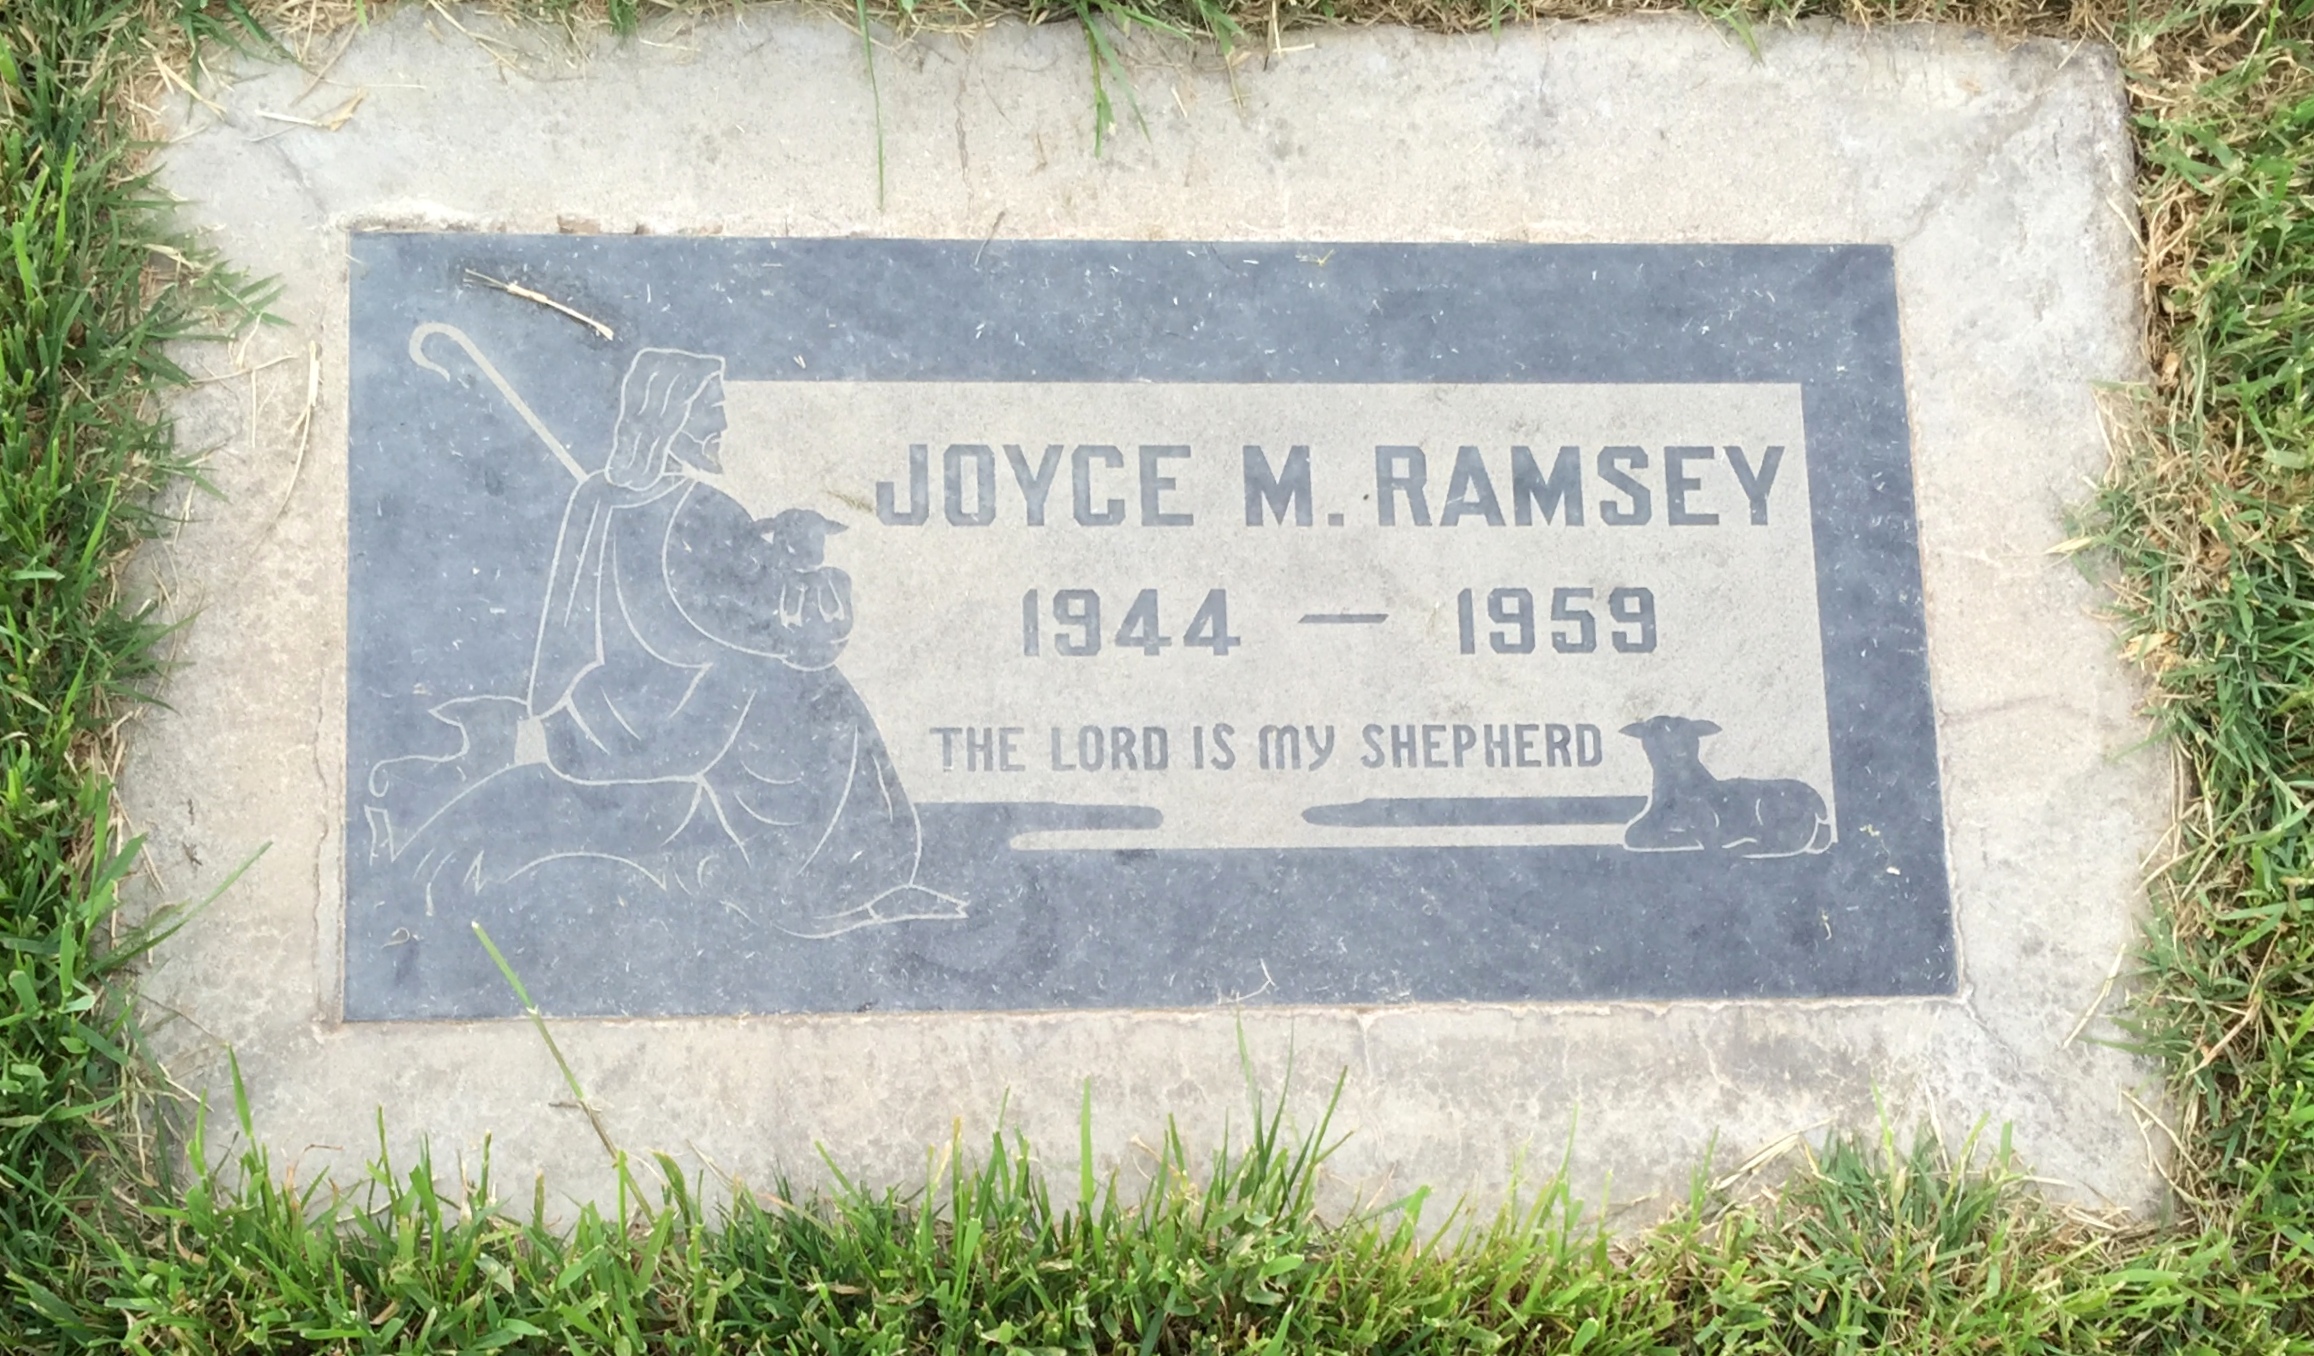 JOYCE M. RAMSEY
1944 — 1959
THE LORD IS MY SHEPHERD